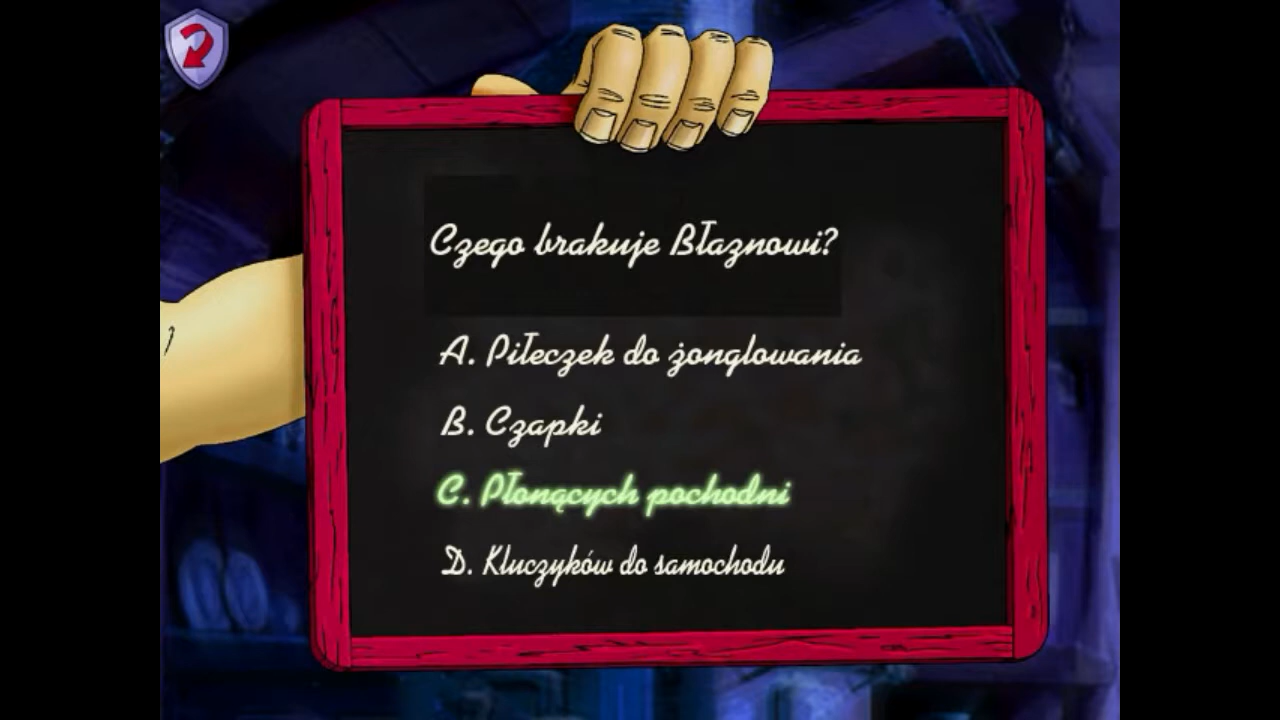 Czego brakuje Błaznowi?
A. Piłeczek do żonglowania
B. Czapki
C. Płonących pochodni
D. Kluczyków do samochodu